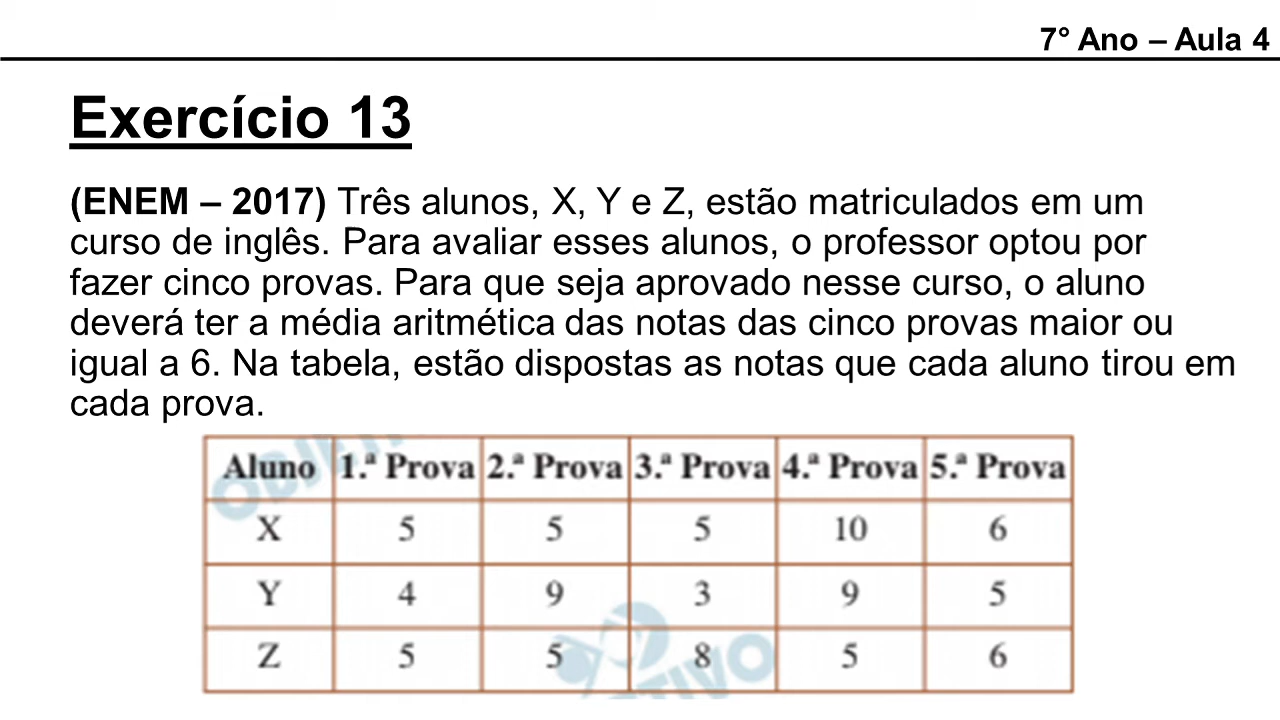 7° Ano – Aula 4
Exercício 13
(ENEM – 2017) Três alunos, X, Y e Z, estão matriculados em um
curso de inglês. Para avaliar esses alunos, o professor optou por
fazer cinco provas. Para que seja aprovado nesse curso, o aluno
deverá ter a média aritmética das notas das cinco provas maior ou
igual a 6. Na tabela, estão dispostas as notas que cada aluno tirou em
cada prova.
Aluno 1.ª Prova 2.ª Prova 3.ª Prova 4.ª Prova 5.ª Prova
X 5 5 5 10 6
Y 4 9 3 9 5
Z 5 5 8 5 6